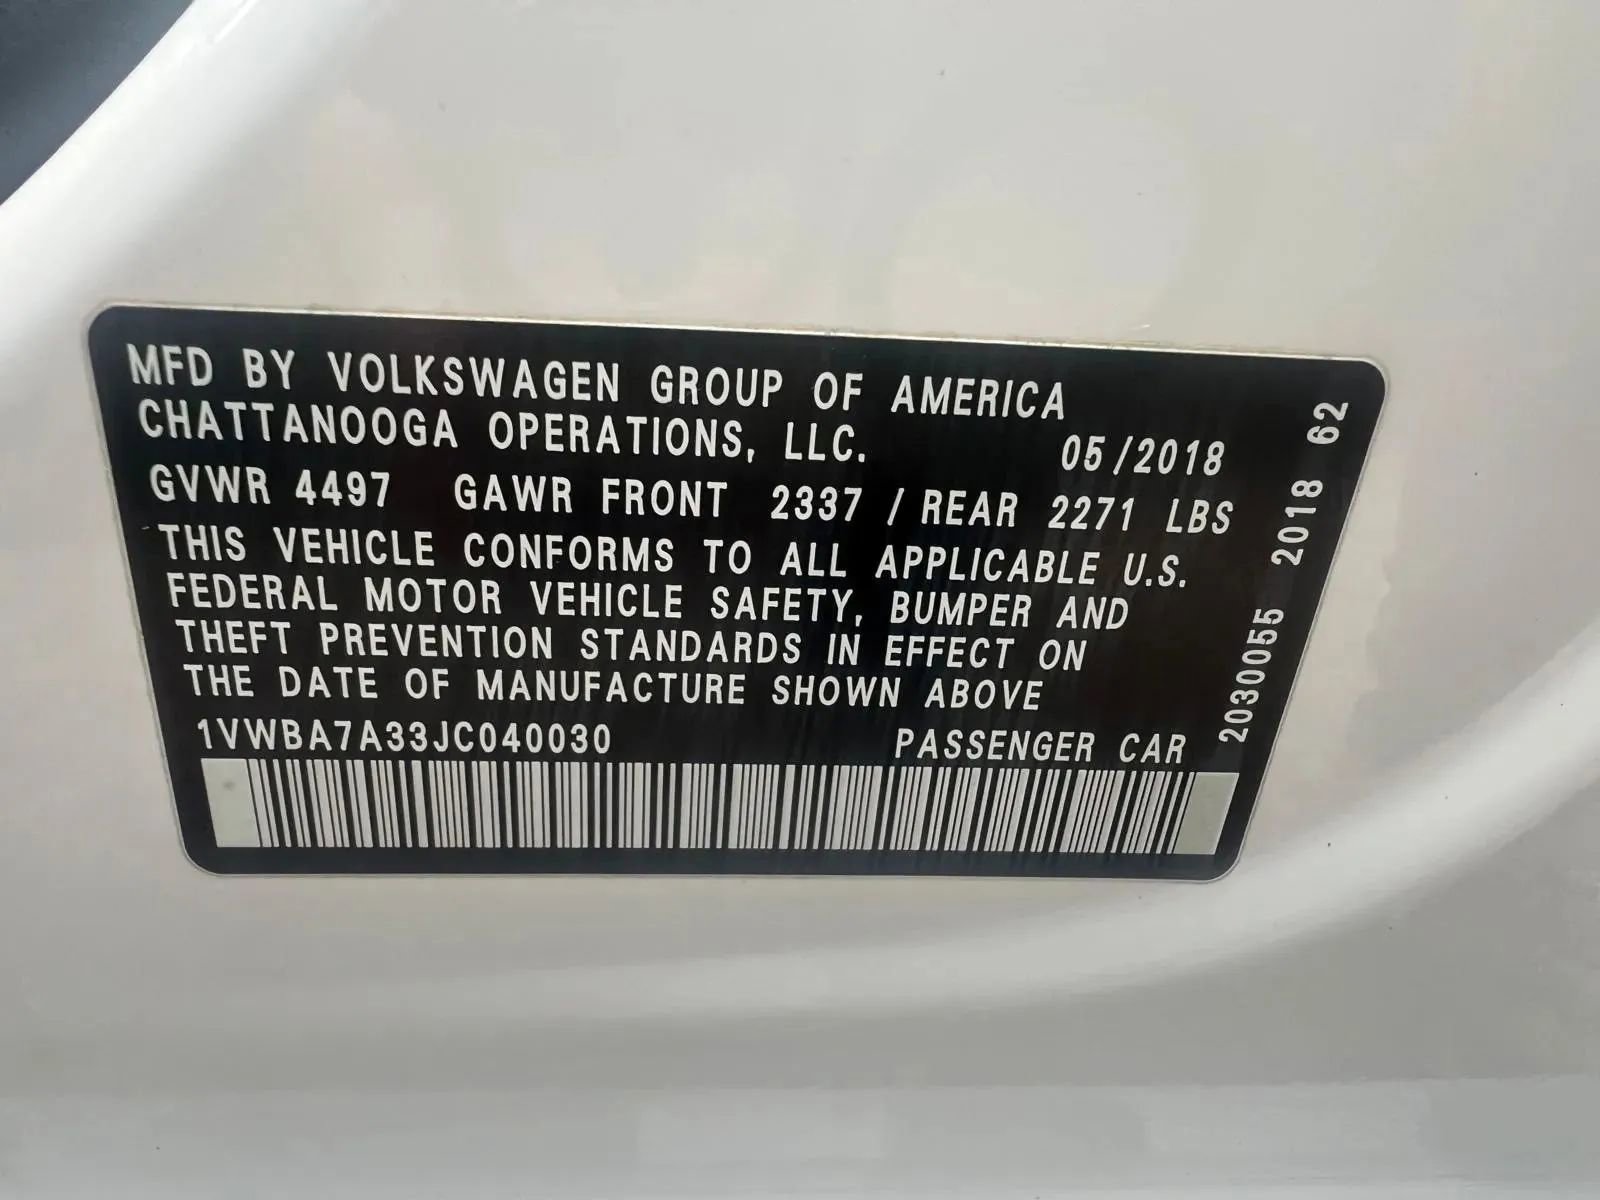 MFD BY VOLKSWAGEN GROUP OF AMERICA
CHATTANOOGA OPERATIONS, LLC. 05/2018
GVWR 4497 GAWR FRONT 2337 / REAR 2271 LBS
THIS VEHICLE CONFORMS TO ALL APPLICABLE U.S.
FEDERAL MOTOR VEHICLE SAFETY, BUMPER AND
THEFT PREVENTION STANDARDS IN EFFECT ON
THE DATE OF MANUFACTURE SHOWN ABOVE
1VWBA7A33JC040030 PASSENGER CAR
2030055 2018 62